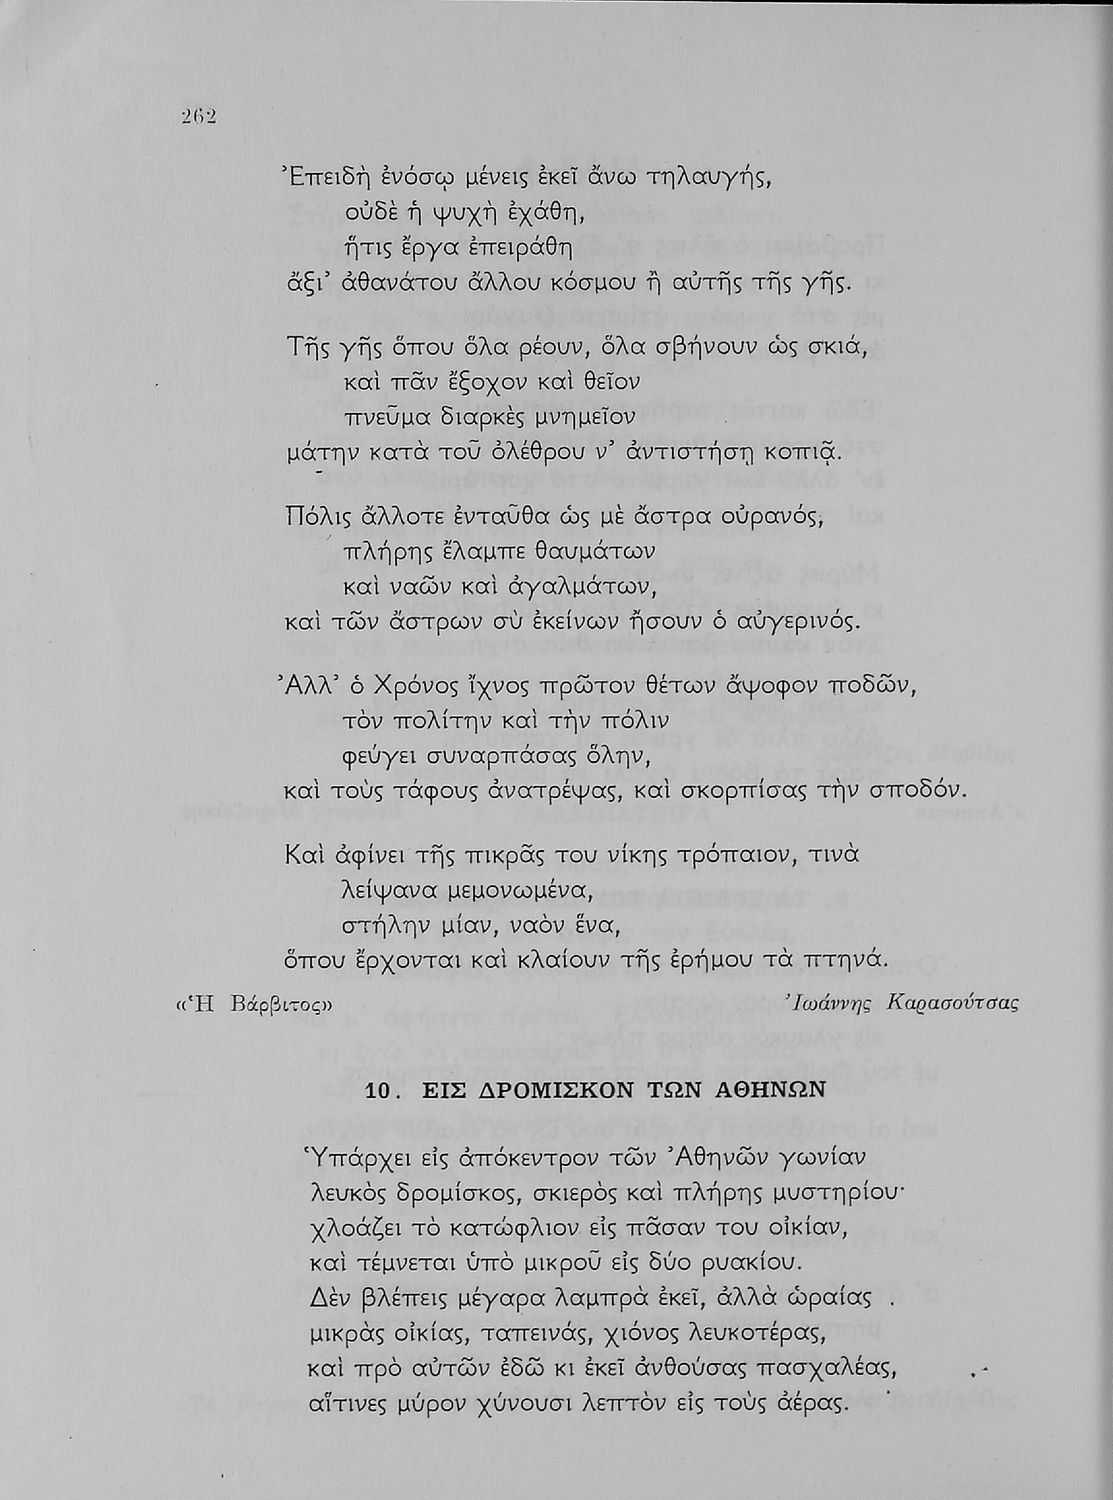 262
Ἐπειδὴ ἐνόσῳ μένεις ἐκεῖ ἄνω τηλαυγής,
οὐδὲ ἡ ψυχὴ ἐχάθη,
ἥτις ἔργα ἐπειράθη
ἄξι’ ἀθανάτου ἄλλου κόσμου ἢ αὐτῆς τῆς γῆς.
Τῆς γῆς ὅπου ὅλα ρέουν, ὅλα σβήνουν ὡς σκιά,
καὶ πᾶν ἔξοχον καὶ θεῖον
πνεῦμα διαρκὲς μνημεῖον
μάτην κατὰ τοῦ ὀλέθρου ν’ ἀντιστήσῃ κοπιᾷ.
Πόλις ἄλλοτε ἐνταῦθα ὡς μὲ ἄστρα οὐρανός,
πλήρης ἔλαμπε θαυμάτων
καὶ ναῶν καὶ ἀγαλμάτων,
καὶ τῶν ἄστρων σὺ ἐκείνων ἤσουν ὁ αὐγερινός.
Ἀλλ’ ὁ Χρόνος ἴχνος πρῶτον θέτων ἄψοφον ποδῶν,
τὸν πολίτην καὶ τὴν πόλιν
φεύγει συναρπάσας ὅλην,
καὶ τοὺς τάφους ἀνατρέψας, καὶ σκορπίσας τὴν σποδόν.
Καὶ ἀφίνει τῆς πικρᾶς του νίκης τρόπαιον, τινὰ
λείψανα μεμονωμένα,
στήλην μίαν, ναὸν ἕνα,
ὅπου ἔρχονται καὶ κλαίουν τῆς ἐρήμου τὰ πτηνά.
«Ἡ Βάρβιτος» Ἰωάννης Καρασούτσας
10. ΕΙΣ ΔΡΟΜΙΣΚΟΝ ΤΩΝ ΑΘΗΝΩΝ
Ὑπάρχει εἰς ἀπόκεντρον τῶν Ἀθηνῶν γωνίαν
λευκὸς δρομίσκος, σκιερὸς καὶ πλήρης μυστηρίου·
χλοάζει τὸ κατώφλιον εἰς πᾶσαν του οἰκίαν,
καὶ τέμνεται ὑπὸ μικροῦ εἰς δύο ρυακίου.
Δὲν βλέπεις μέγαρα λαμπρὰ ἐκεῖ, ἀλλὰ ὡραίας
μικρὰς οἰκίας, ταπεινάς, χιόνος λευκοτέρας,
καὶ πρὸ αὐτῶν ἐδῶ κι ἐκεῖ ἀνθούσας πασχαλέας,
αἵτινες μύρον χύνουσι λεπτὸν εἰς τοὺς ἀέρας.